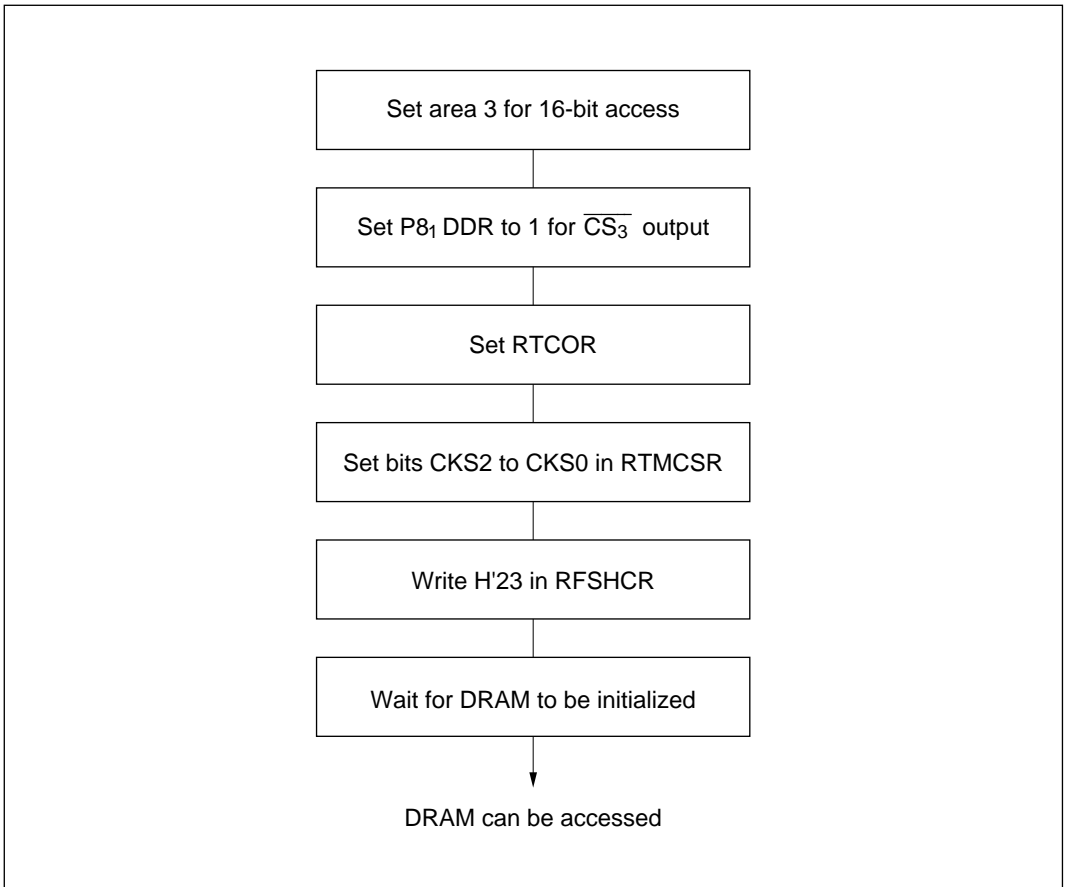 Set area 3 for 16-bit access
Set P8₁ DDR to 1 for C̅S̅₃̅ output
Set RTCOR
Set bits CKS2 to CKS0 in RTMCSR
Write H'23 in RFSHCR
Wait for DRAM to be initialized
DRAM can be accessed